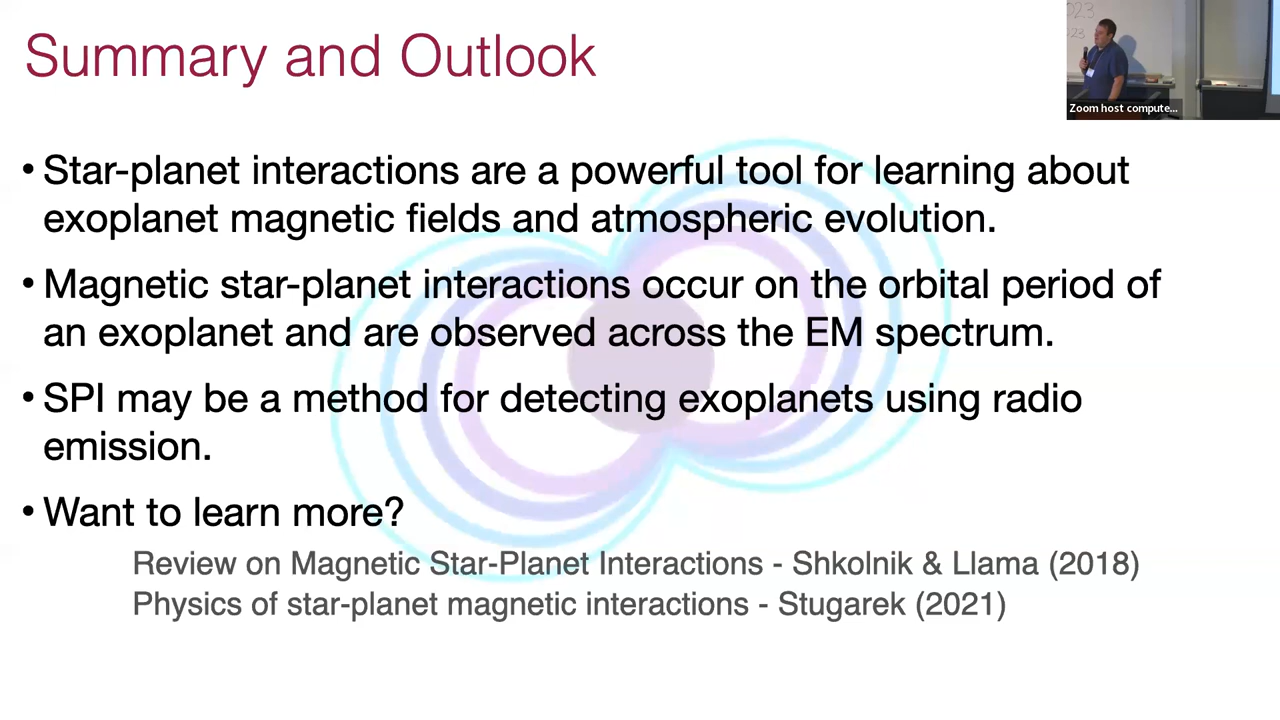 Summary and Outlook
2023
23
Zoom host compute...
• Star-planet interactions are a powerful tool for learning about
exoplanet magnetic fields and atmospheric evolution.
• Magnetic star-planet interactions occur on the orbital period of
an exoplanet and are observed across the EM spectrum.
• SPI may be a method for detecting exoplanets using radio
emission.
• Want to learn more?
Review on Magnetic Star-Planet Interactions - Shkolnik & Llama (2018)
Physics of star-planet magnetic interactions - Stugarek (2021)